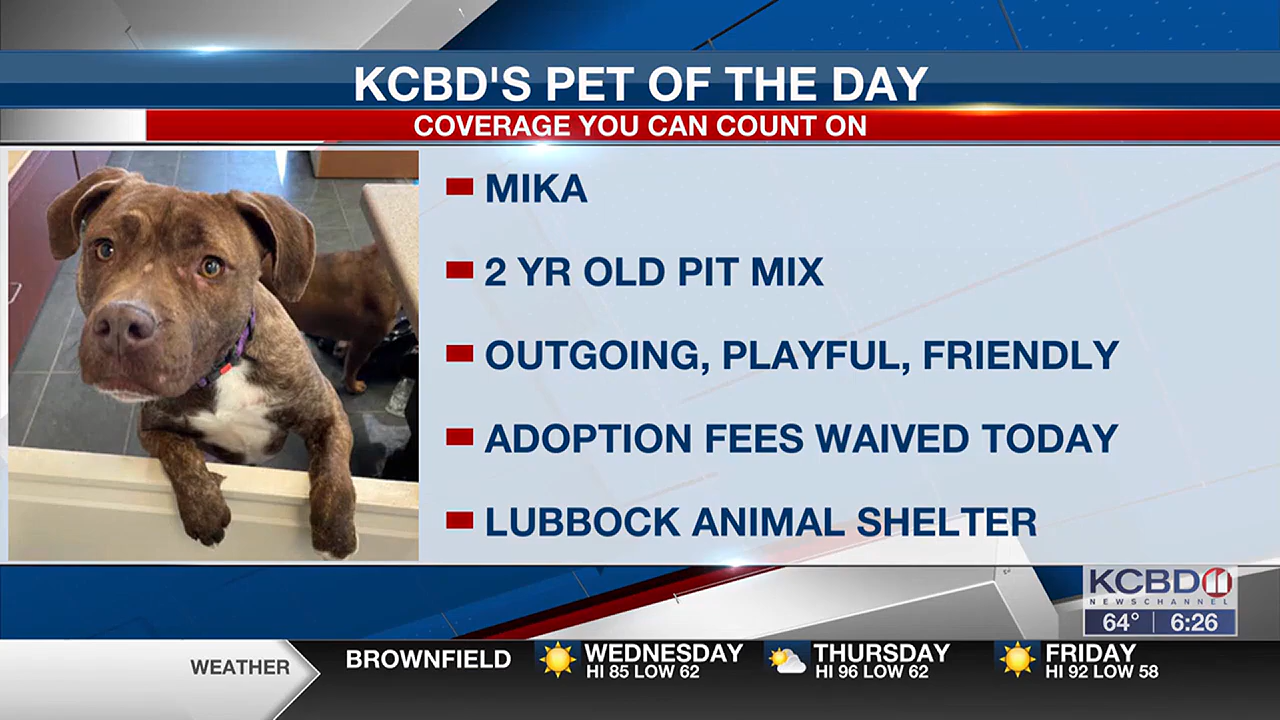 KCBD'S PET OF THE DAY
COVERAGE YOU CAN COUNT ON
MIKA
2 YR OLD PIT MIX
OUTGOING, PLAYFUL, FRIENDLY
ADOPTION FEES WAIVED TODAY
LUBBOCK ANIMAL SHELTER
KCBD 11
NEWSCHANNEL
64° 6:26
WEATHER
BROWNFIELD
WEDNESDAY
HI 85 LOW 62
THURSDAY
HI 96 LOW 62
FRIDAY
HI 92 LOW 58